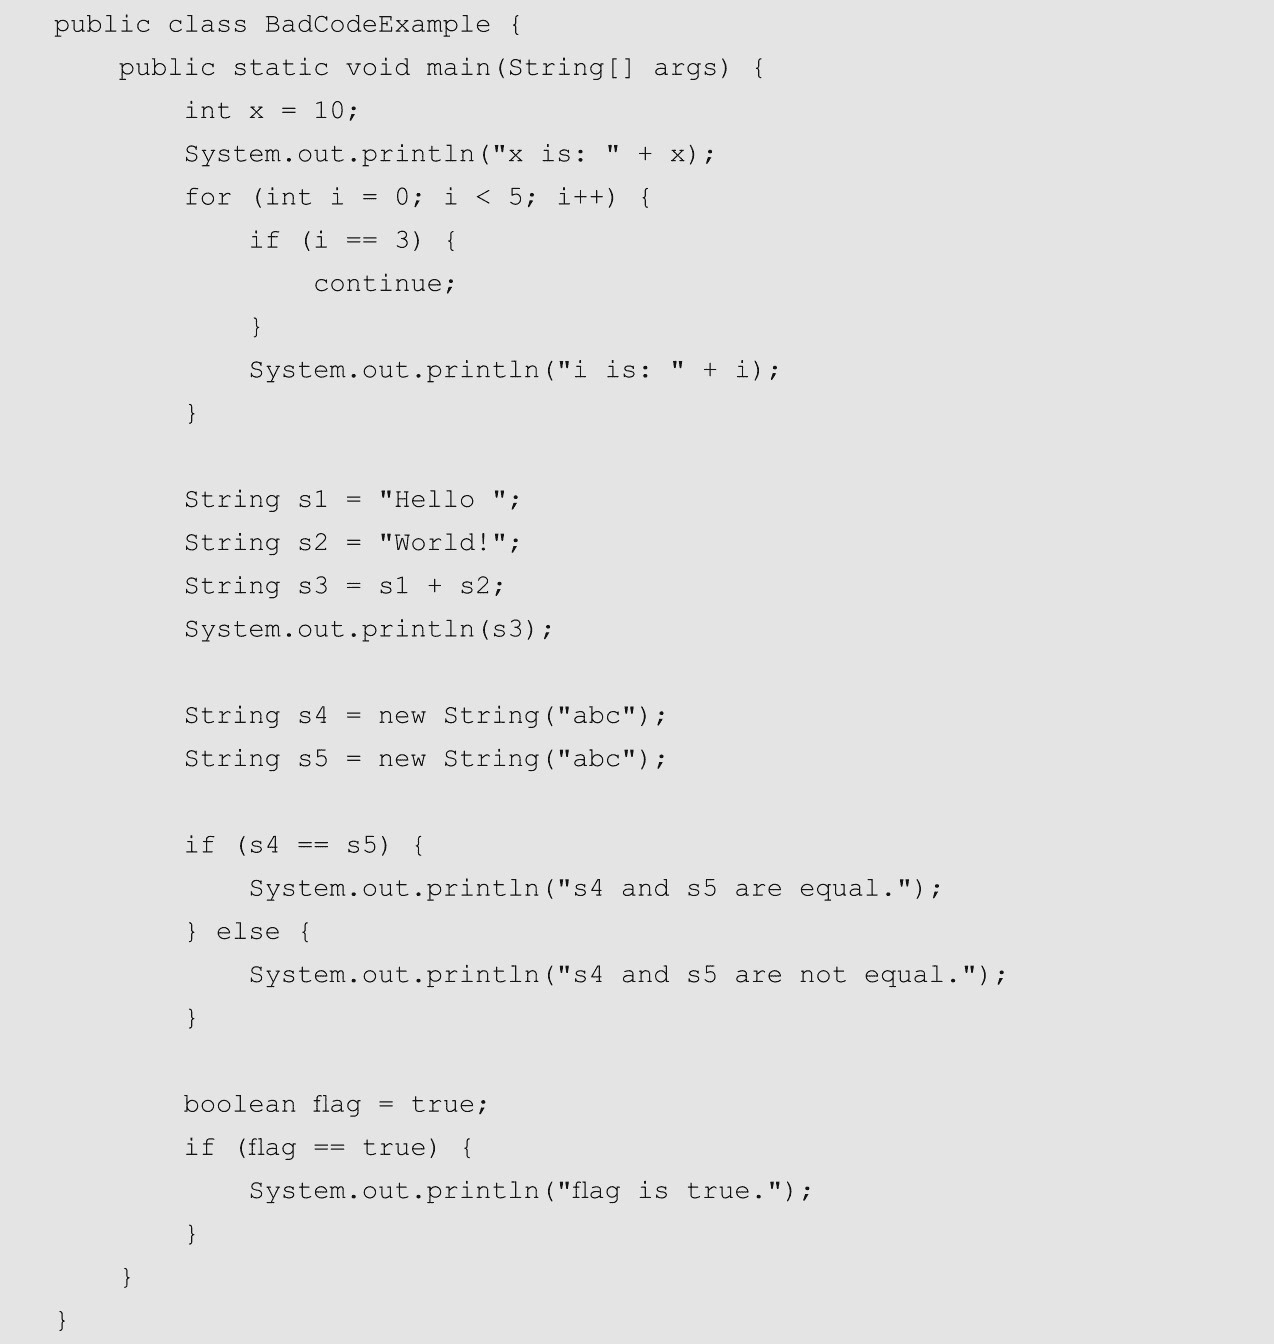 public class BadCodeExample {
    public static void main(String[] args) {
        int x = 10;
        System.out.println("x is: " + x);
        for (int i = 0; i < 5; i++) {
            if (i == 3) {
                continue;
            }
            System.out.println("i is: " + i);
        }

        String s1 = "Hello ";
        String s2 = "World!";
        String s3 = s1 + s2;
        System.out.println(s3);

        String s4 = new String("abc");
        String s5 = new String("abc");

        if (s4 == s5) {
            System.out.println("s4 and s5 are equal.");
        } else {
            System.out.println("s4 and s5 are not equal.");
        }

        boolean flag = true;
        if (flag == true) {
            System.out.println("flag is true.");
        }
    }
}